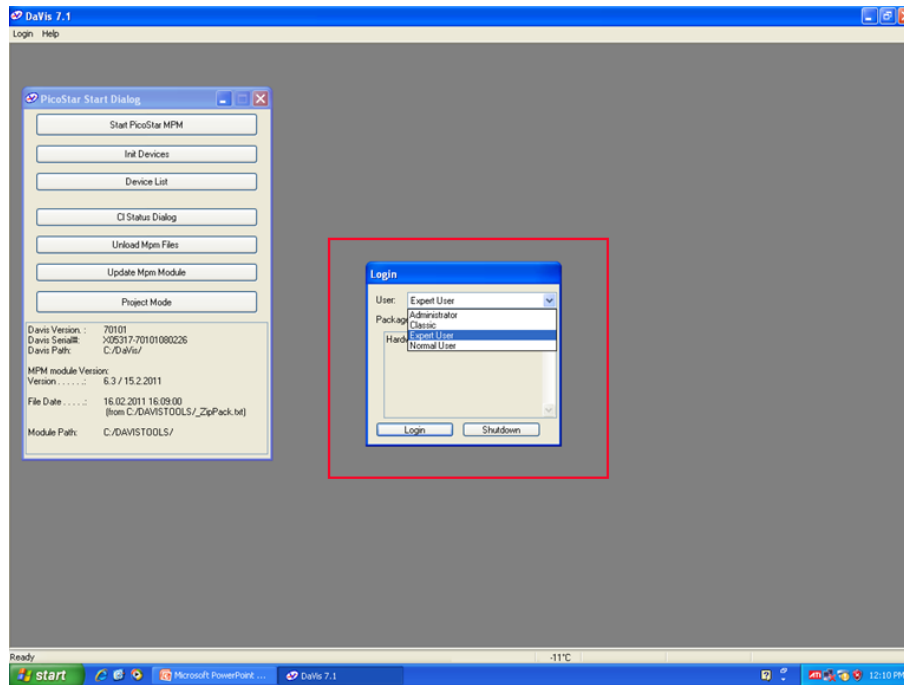 DaVis 7.1
Login Help
PicoStar Start Dialog
Start PicoStar MPM
Init Devices
Device List
CI Status Dialog
Unload Mpm Files
Update Mpm Module
Project Mode
Davis Version. : 70101
Davis Serial#: X05317-70101080226
Davis Path: C:/DaVis/
MPM module Version:
Version . . . . . . : 6.3 / 15.2.2011
File Date . . . . .: 16.02.2011 16:09:00
(from C:/DAVISTOOLS/_ZipPack.txt)
Module Path: C:/DAVISTOOLS/
Login
User: Expert User
Administrator
Classic
Expert User
Normal User
Login Shutdown
Ready -11°C
start Microsoft PowerPoint ... DaVis 7.1 12:10 PM